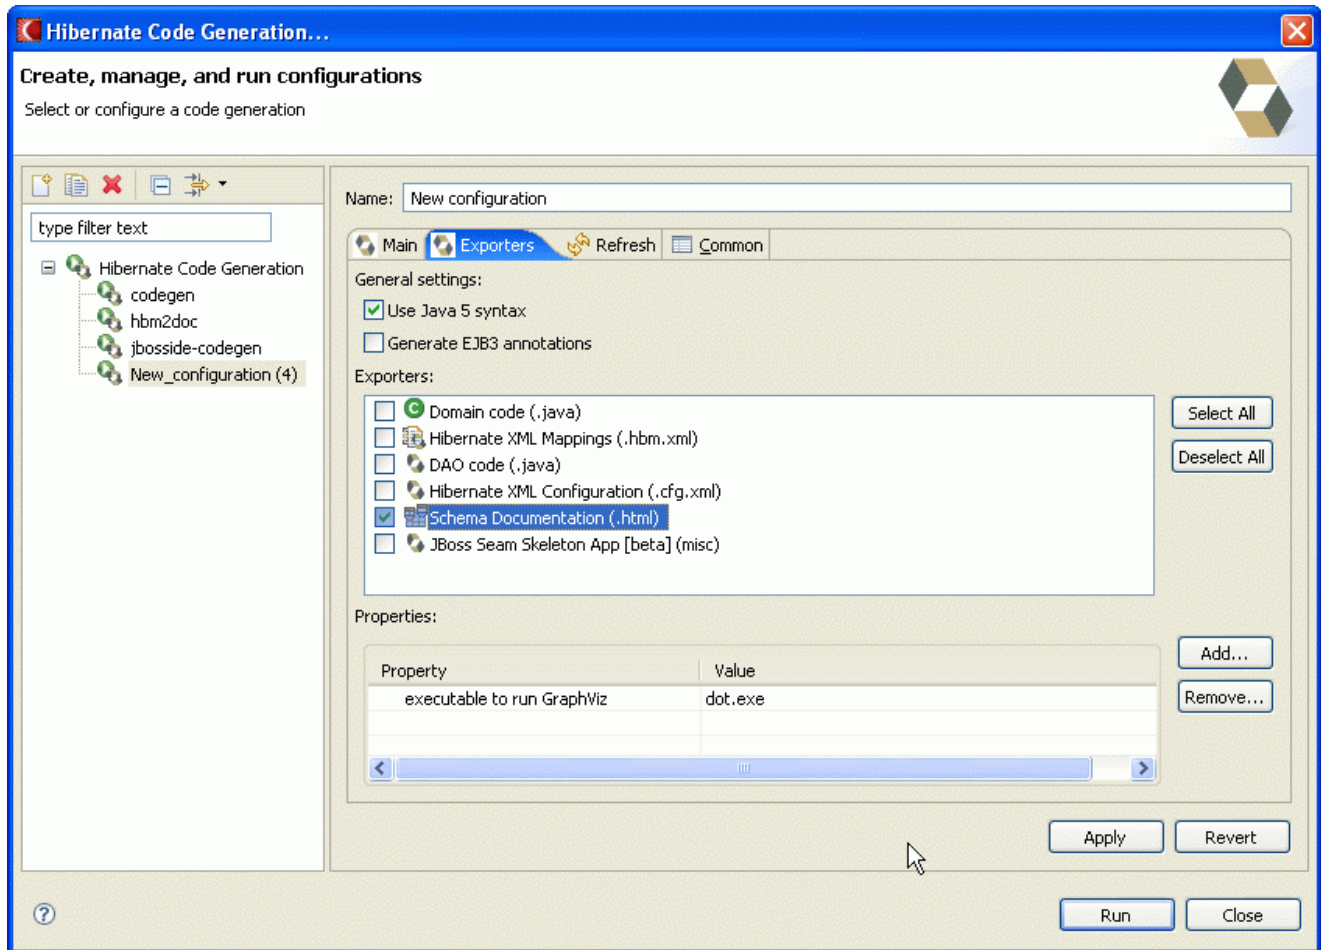 Hibernate Code Generation...
Create, manage, and run configurations
Select or configure a code generation
type filter text
Hibernate Code Generation
codegen
hbm2doc
jbosside-codegen
New_configuration (4)
Name: New configuration
Main Exporters Refresh Common
General settings:
Use Java 5 syntax
Generate EJB3 annotations
Exporters:
Domain code (.java)
Hibernate XML Mappings (.hbm.xml)
DAO code (.java)
Hibernate XML Configuration (.cfg.xml)
Schema Documentation (.html)
JBoss Seam Skeleton App [beta] (misc)
Select All
Deselect All
Properties:
Property Value
executable to run GraphViz dot.exe
Add...
Remove...
Apply Revert
Run Close